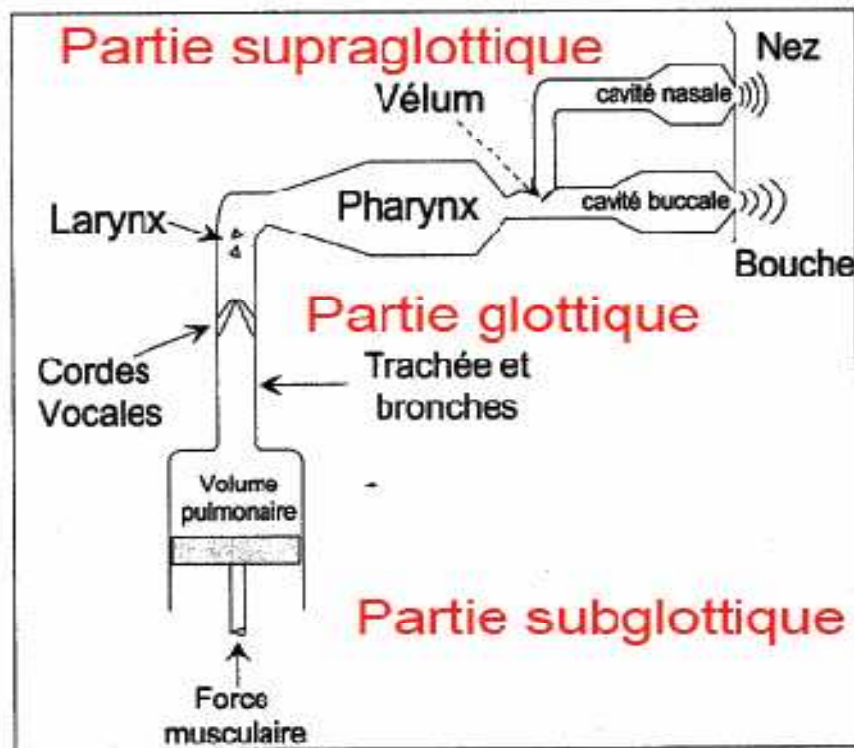 Partie supraglottique
Nez
Vélum
cavité nasale
Larynx
Pharynx
cavité buccale
Bouche
Partie glottique
Cordes
Vocales
Trachée et
bronches
Volume
pulmonaire
Partie subglottique
Force
musculaire